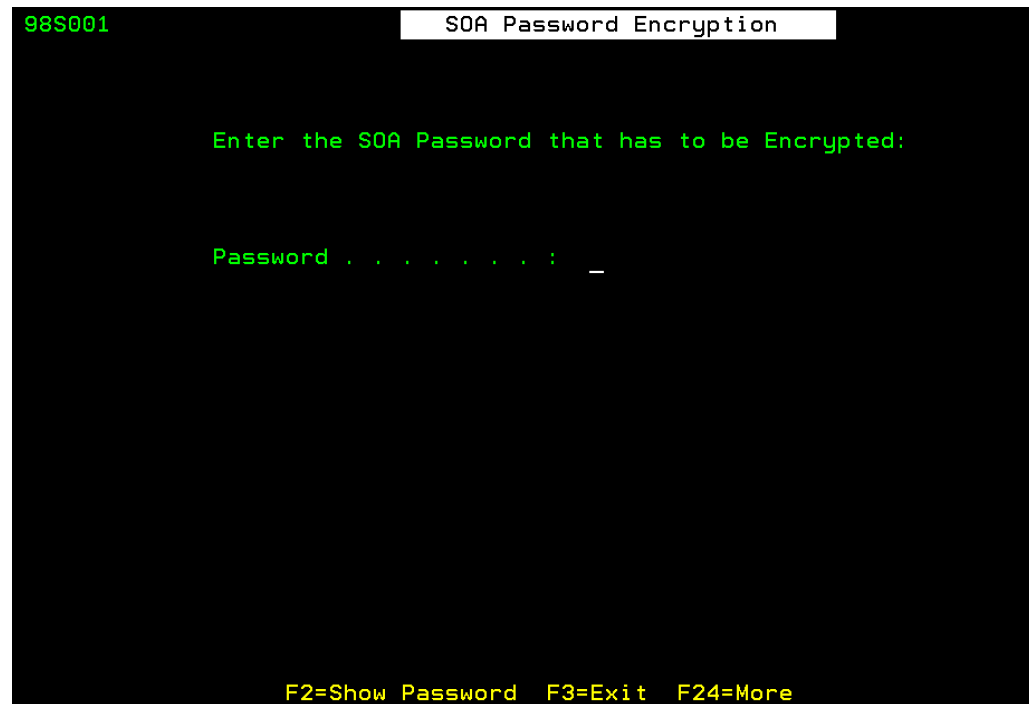 98S001 SOA Password Encryption
Enter the SOA Password that has to be Encrypted:
Password . . . . . . . : _
F2=Show Password F3=Exit F24=More